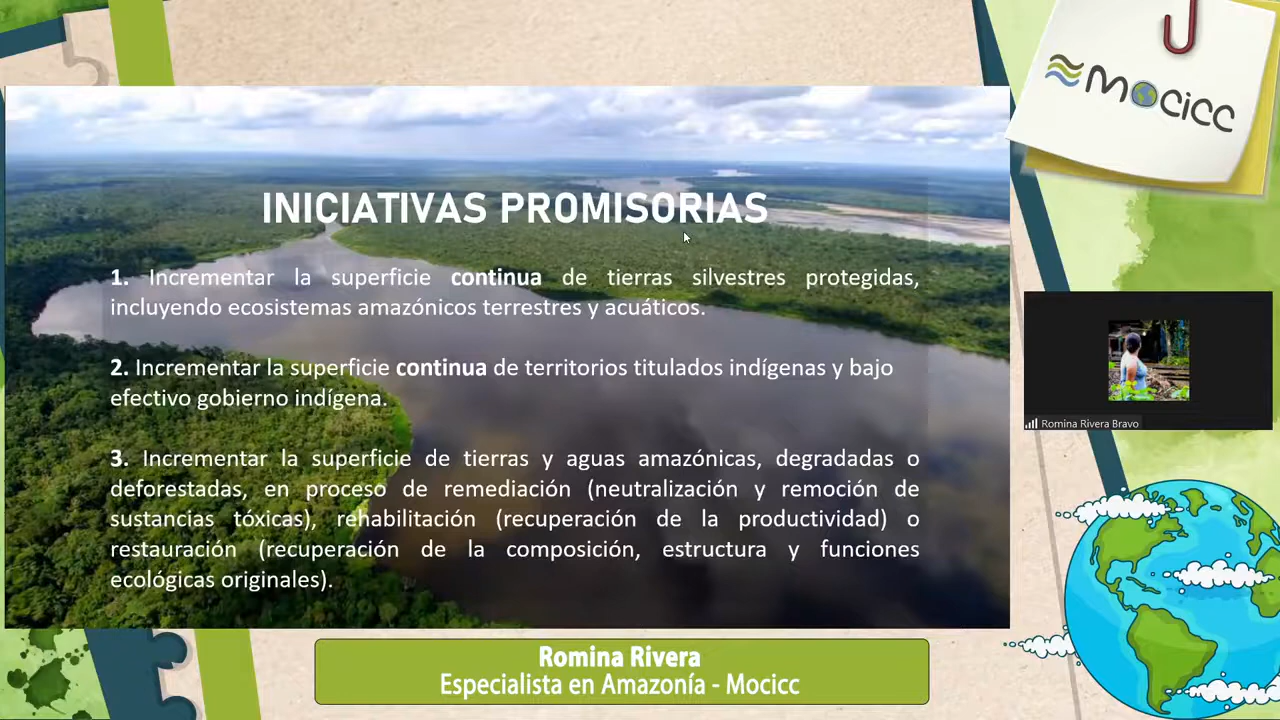 mocicc
INICIATIVAS PROMISORIAS
1. Incrementar la superficie continua de tierras silvestres protegidas,
incluyendo ecosistemas amazónicos terrestres y acuáticos.
2. Incrementar la superficie continua de territorios titulados indígenas y bajo
efectivo gobierno indígena.
3. Incrementar la superficie de tierras y aguas amazónicas, degradadas o
deforestadas, en proceso de remediación (neutralización y remoción de
sustancias tóxicas), rehabilitación (recuperación de la productividad) o
restauración (recuperación de la composición, estructura y funciones
ecológicas originales).
Romina Rivera Bravo
Romina Rivera
Especialista en Amazonía - Mocicc